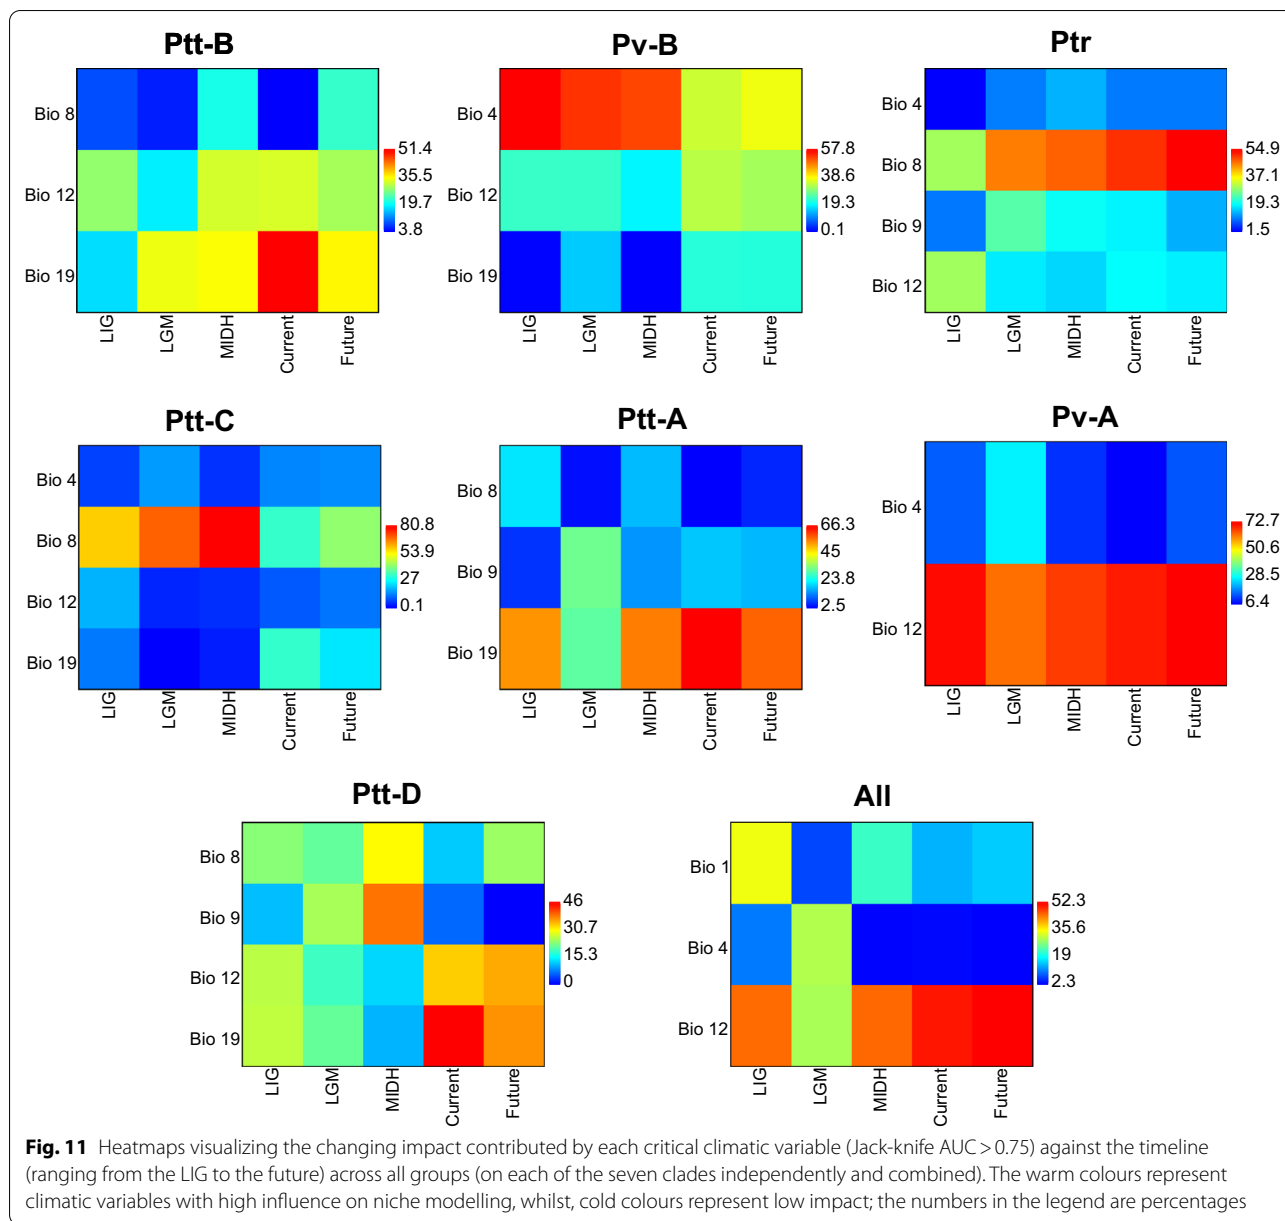 Ptt-B
Bio 8
Bio 12
Bio 19
51.4
35.5
19.7
3.8
LIG
LGM
MIDH
Current
Future
Pv-B
Bio 4
Bio 12
Bio 19
57.8
38.6
19.3
0.1
LIG
LGM
MIDH
Current
Future
Ptr
Bio 4
Bio 8
Bio 9
Bio 12
54.9
37.1
19.3
1.5
LIG
LGM
MIDH
Current
Future
Ptt-C
Bio 4
Bio 8
Bio 12
Bio 19
80.8
53.9
27
0.1
LIG
LGM
MIDH
Current
Future
Ptt-A
Bio 8
Bio 9
Bio 19
66.3
45
23.8
2.5
LIG
LGM
MIDH
Current
Future
Pv-A
Bio 4
Bio 12
72.7
50.6
28.5
6.4
LIG
LGM
MIDH
Current
Future
Ptt-D
Bio 8
Bio 9
Bio 12
Bio 19
46
30.7
15.3
0
LIG
LGM
MIDH
Current
Future
All
Bio 1
Bio 4
Bio 12
52.3
35.6
19
2.3
LIG
LGM
MIDH
Current
Future
Fig. 11 Heatmaps visualizing the changing impact contributed by each critical climatic variable (Jack-knife AUC > 0.75) against the timeline
(ranging from the LIG to the future) across all groups (on each of the seven clades independently and combined). The warm colours represent
climatic variables with high influence on niche modelling, whilst, cold colours represent low impact; the numbers in the legend are percentages